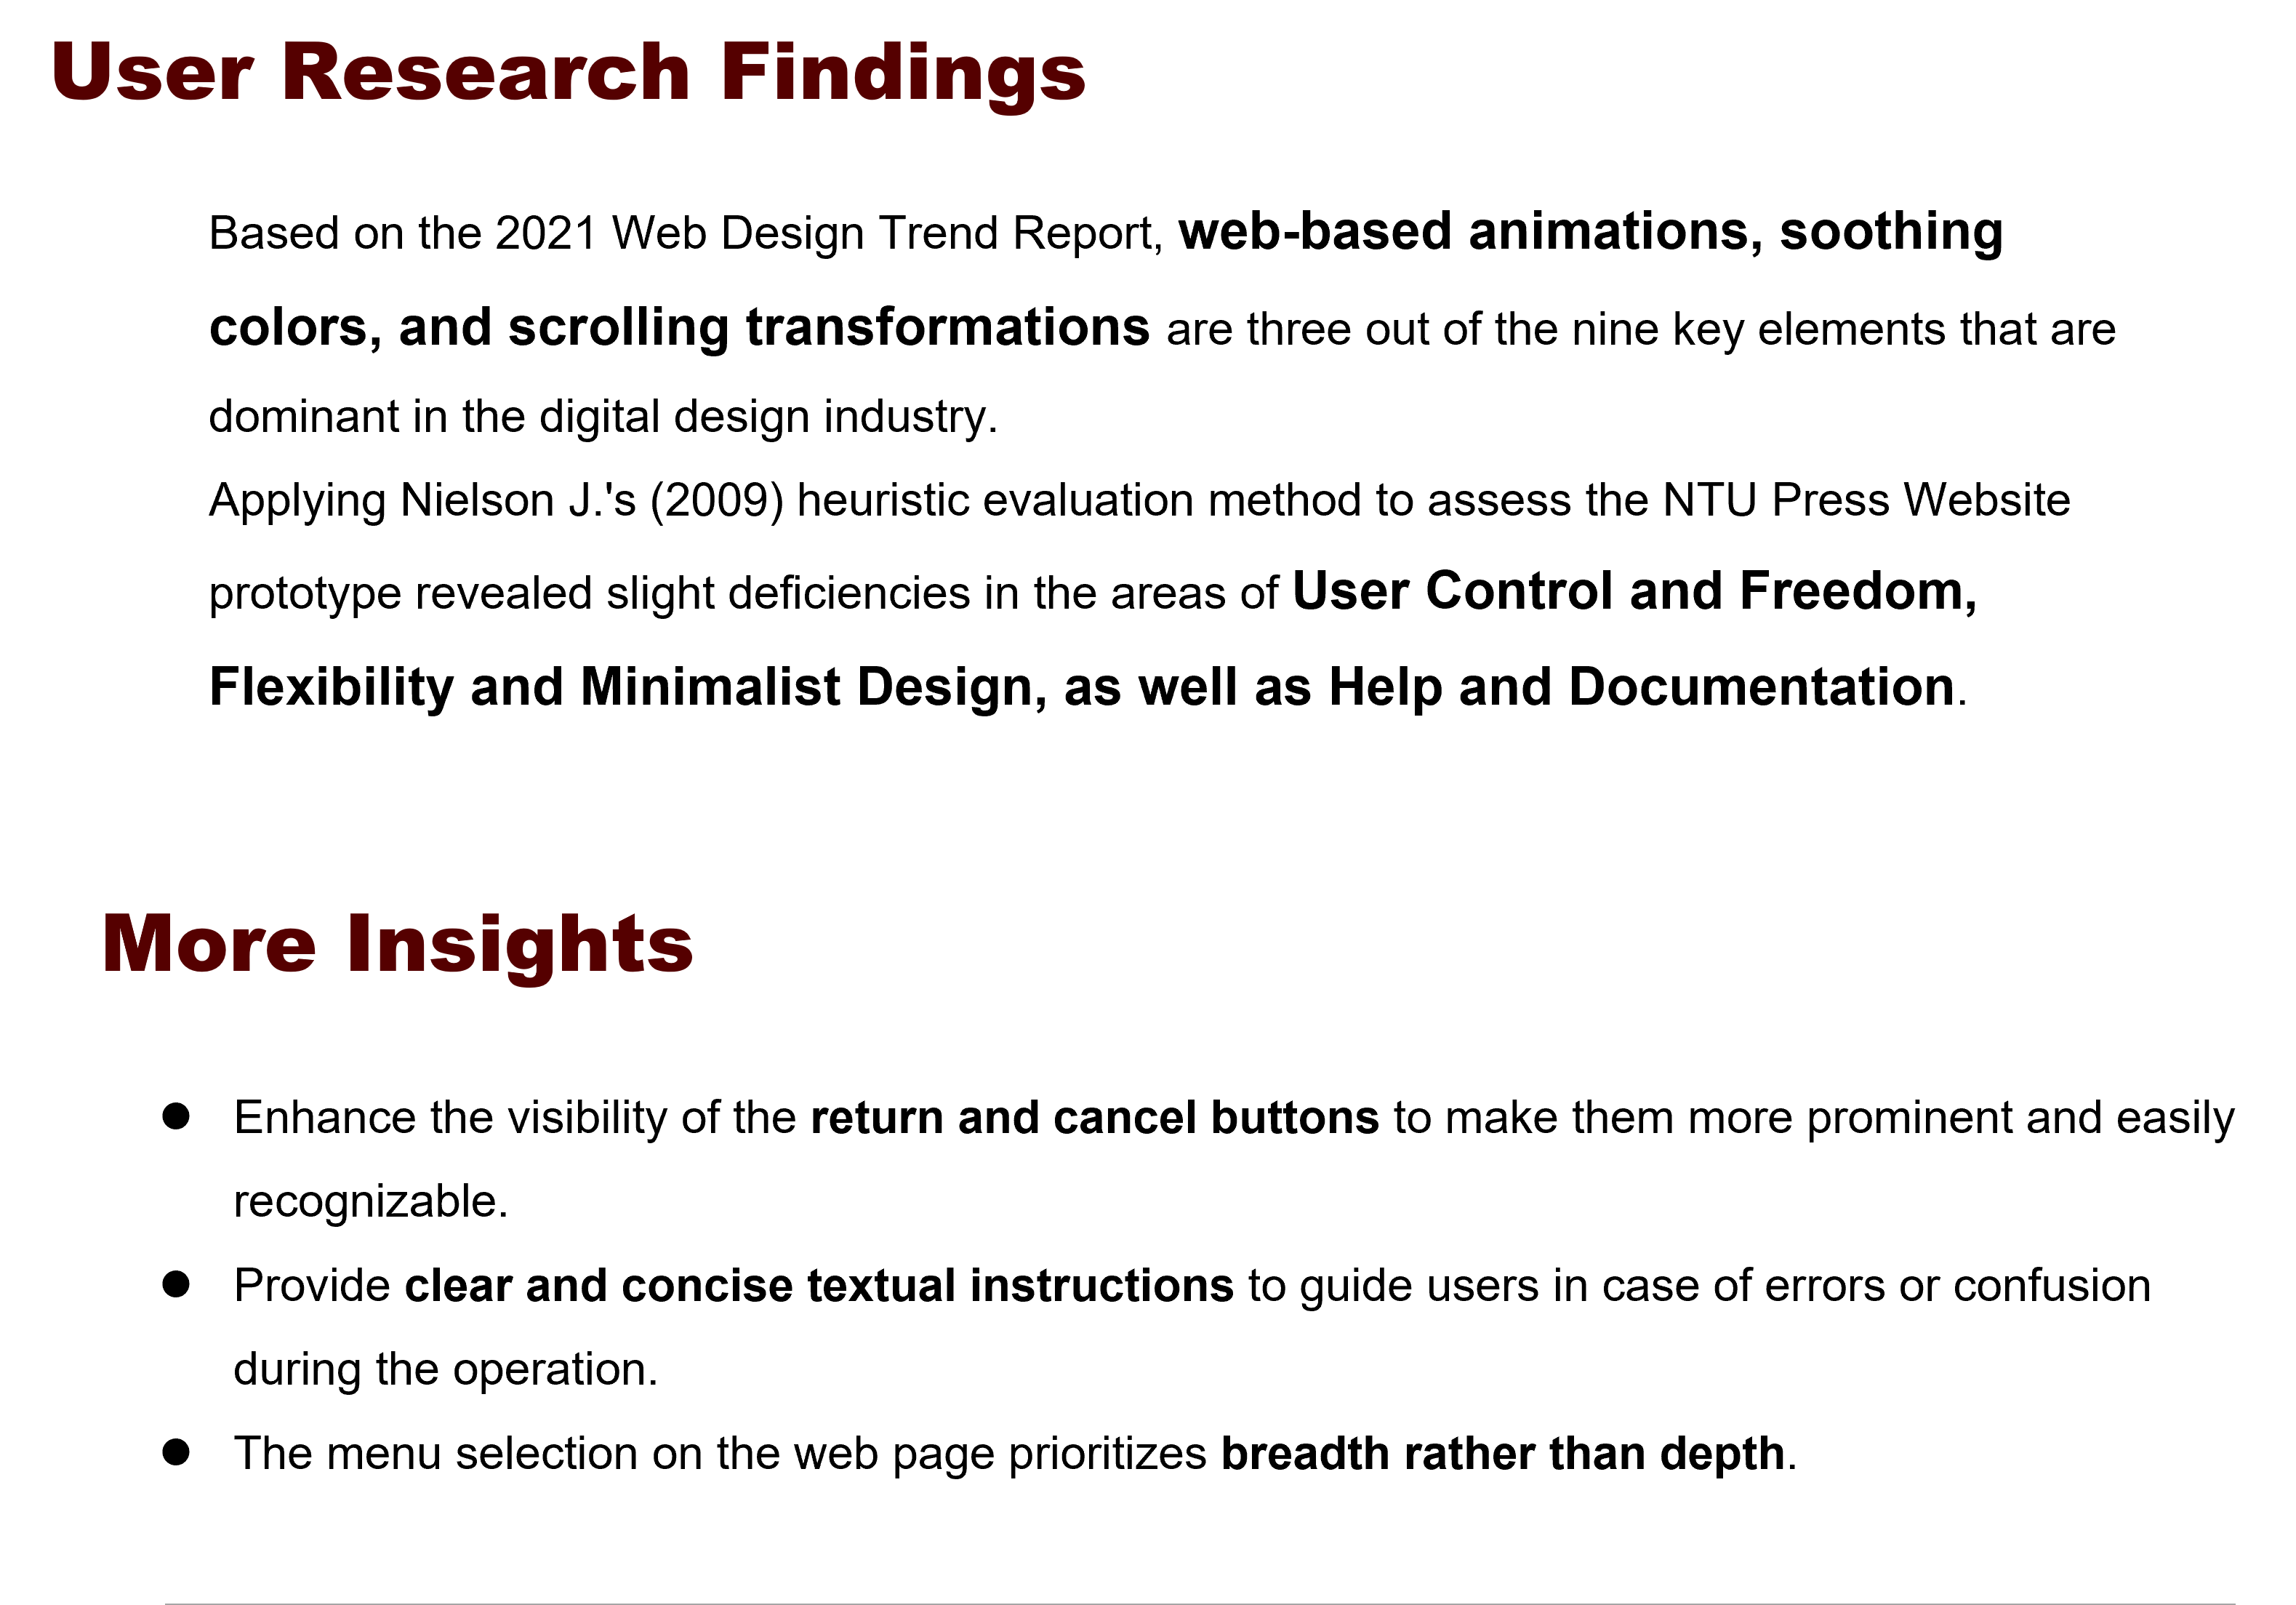 User Research Findings
Based on the 2021 Web Design Trend Report, web-based animations, soothing
colors, and scrolling transformations are three out of the nine key elements that are
dominant in the digital design industry.
Applying Nielson J.'s (2009) heuristic evaluation method to assess the NTU Press Website
prototype revealed slight deficiencies in the areas of User Control and Freedom,
Flexibility and Minimalist Design, as well as Help and Documentation.
More Insights
● Enhance the visibility of the return and cancel buttons to make them more prominent and easily
recognizable.
● Provide clear and concise textual instructions to guide users in case of errors or confusion
during the operation.
● The menu selection on the web page prioritizes breadth rather than depth.